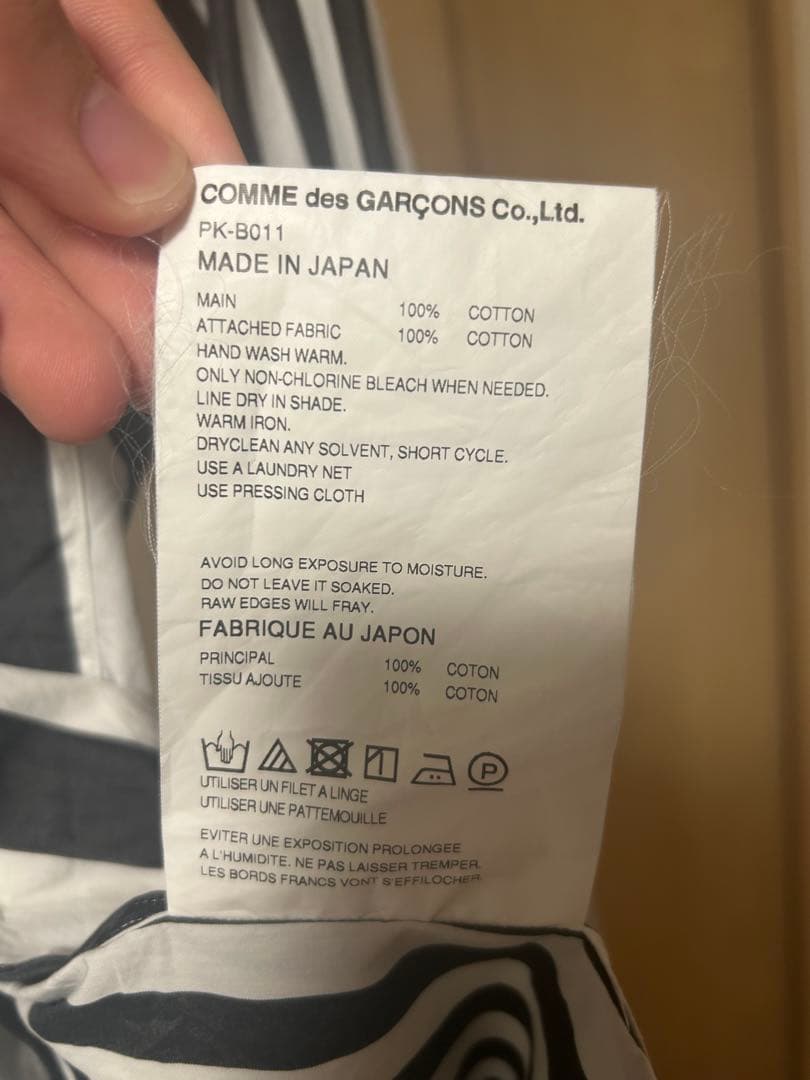 COMME des GARÇONS Co.,Ltd.
PK-B011
MADE IN JAPAN
MAIN 100% COTTON
ATTACHED FABRIC 100% COTTON
HAND WASH WARM.
ONLY NON-CHLORINE BLEACH WHEN NEEDED.
LINE DRY IN SHADE.
WARM IRON.
DRYCLEAN ANY SOLVENT, SHORT CYCLE.
USE A LAUNDRY NET
USE PRESSING CLOTH
AVOID LONG EXPOSURE TO MOISTURE.
DO NOT LEAVE IT SOAKED.
RAW EDGES WILL FRAY.
FABRIQUE AU JAPON
PRINCIPAL 100% COTON
TISSU AJOUTE 100% COTON
P
UTILISER UN FILET A LINGE
UTILISER UNE PATTEMOUILLE
EVITER UNE EXPOSITION PROLONGEE
A L'HUMIDITE. NE PAS LAISSER TREMPER.
LES BORDS FRANCS VONT S'EFFILOCHER.